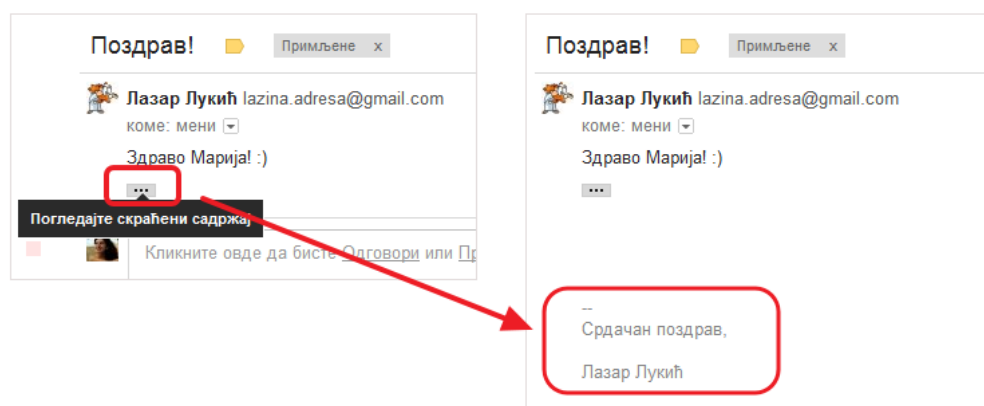 Поздрав! Примљене x
Лазар Лукић lazina.adresa@gmail.com
коме: мени
Здраво Марија! :)
...
Погледајте скраћени садржај
Кликните овде да бисте Одговори или Пр
Поздрав! Примљене x
Лазар Лукић lazina.adresa@gmail.com
коме: мени
Здраво Марија! :)
...
--
Срдачан поздрав,
Лазар Лукић